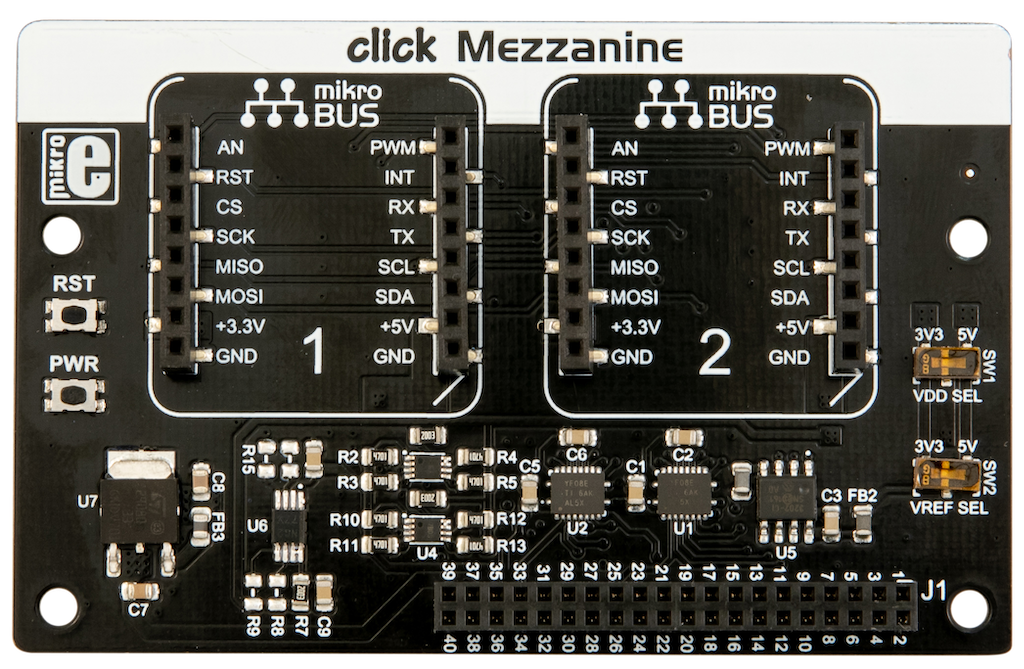 click Mezzanine
mikro
BUS
mikro
BUS
mikro
e
AN PWM
RST INT
CS RX
SCK TX
MISO SCL
MOSI SDA
+3.3V +5V
GND GND
1
AN PWM
RST INT
CS RX
SCK TX
MISO SCL
MOSI SDA
+3.3V +5V
GND GND
2
RST
PWR
3V3 5V
SW1
VDD SEL
3V3 5V
SW2
VREF SEL
U7
C8
FB3
C7
R15
U6
R9 R8 R7 C9
2003
R2 4701
R3 4701
R10 4701
R11 4701
E002
U4
R4
R5
R12
R13
C5
C6
U2
C1
C2
U1
U5
C3 FB2
J1
39 37 35 33 31 29 27 25 23 21 19 17 15 13 11 9 7 5 3 1
40 38 36 34 32 30 28 26 24 22 20 18 16 14 12 10 8 6 4 2